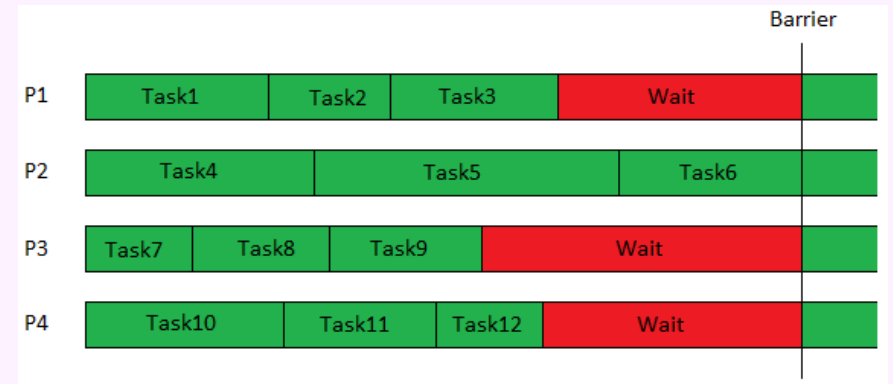 Barrier
P1 Task1 Task2 Task3 Wait
P2 Task4 Task5 Task6
P3 Task7 Task8 Task9 Wait
P4 Task10 Task11 Task12 Wait